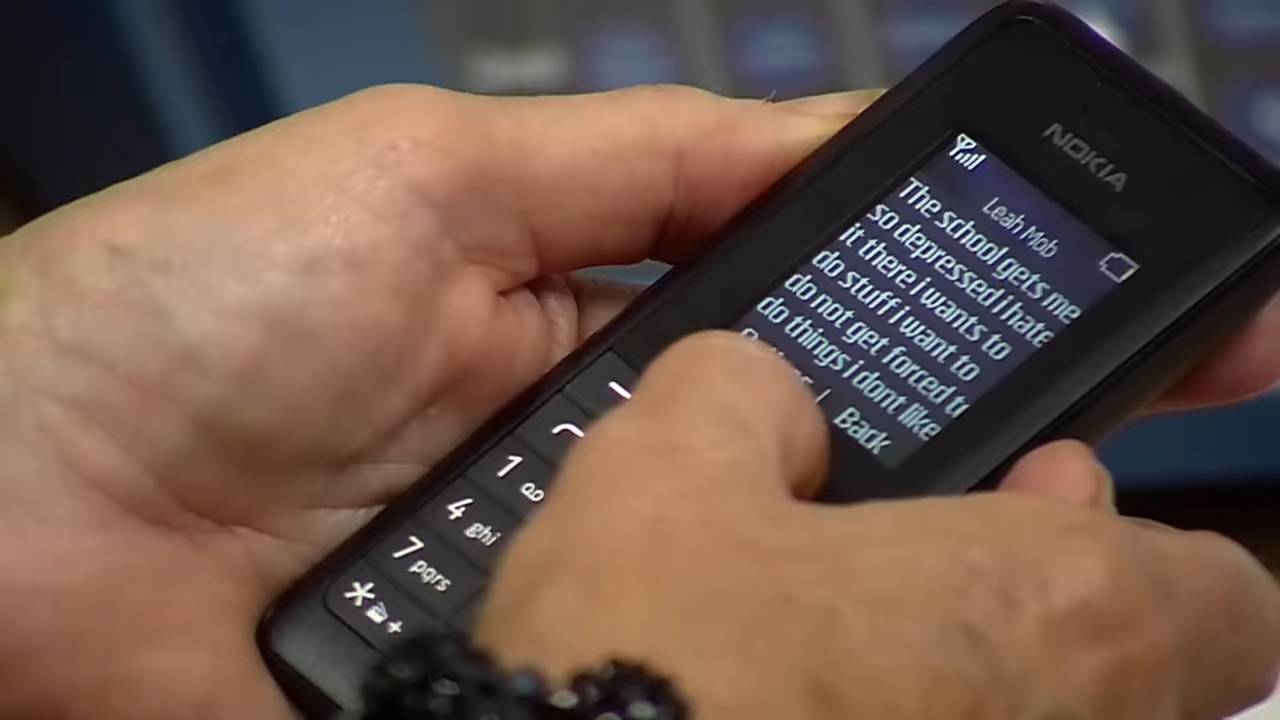 NOKIA
Leah Mob
The school gets me
so depressed i hate
it there i wants to
do stuff i want to
do not get forced to
do things i dont like
Back
1
4 ghi
7 pqrs
* +